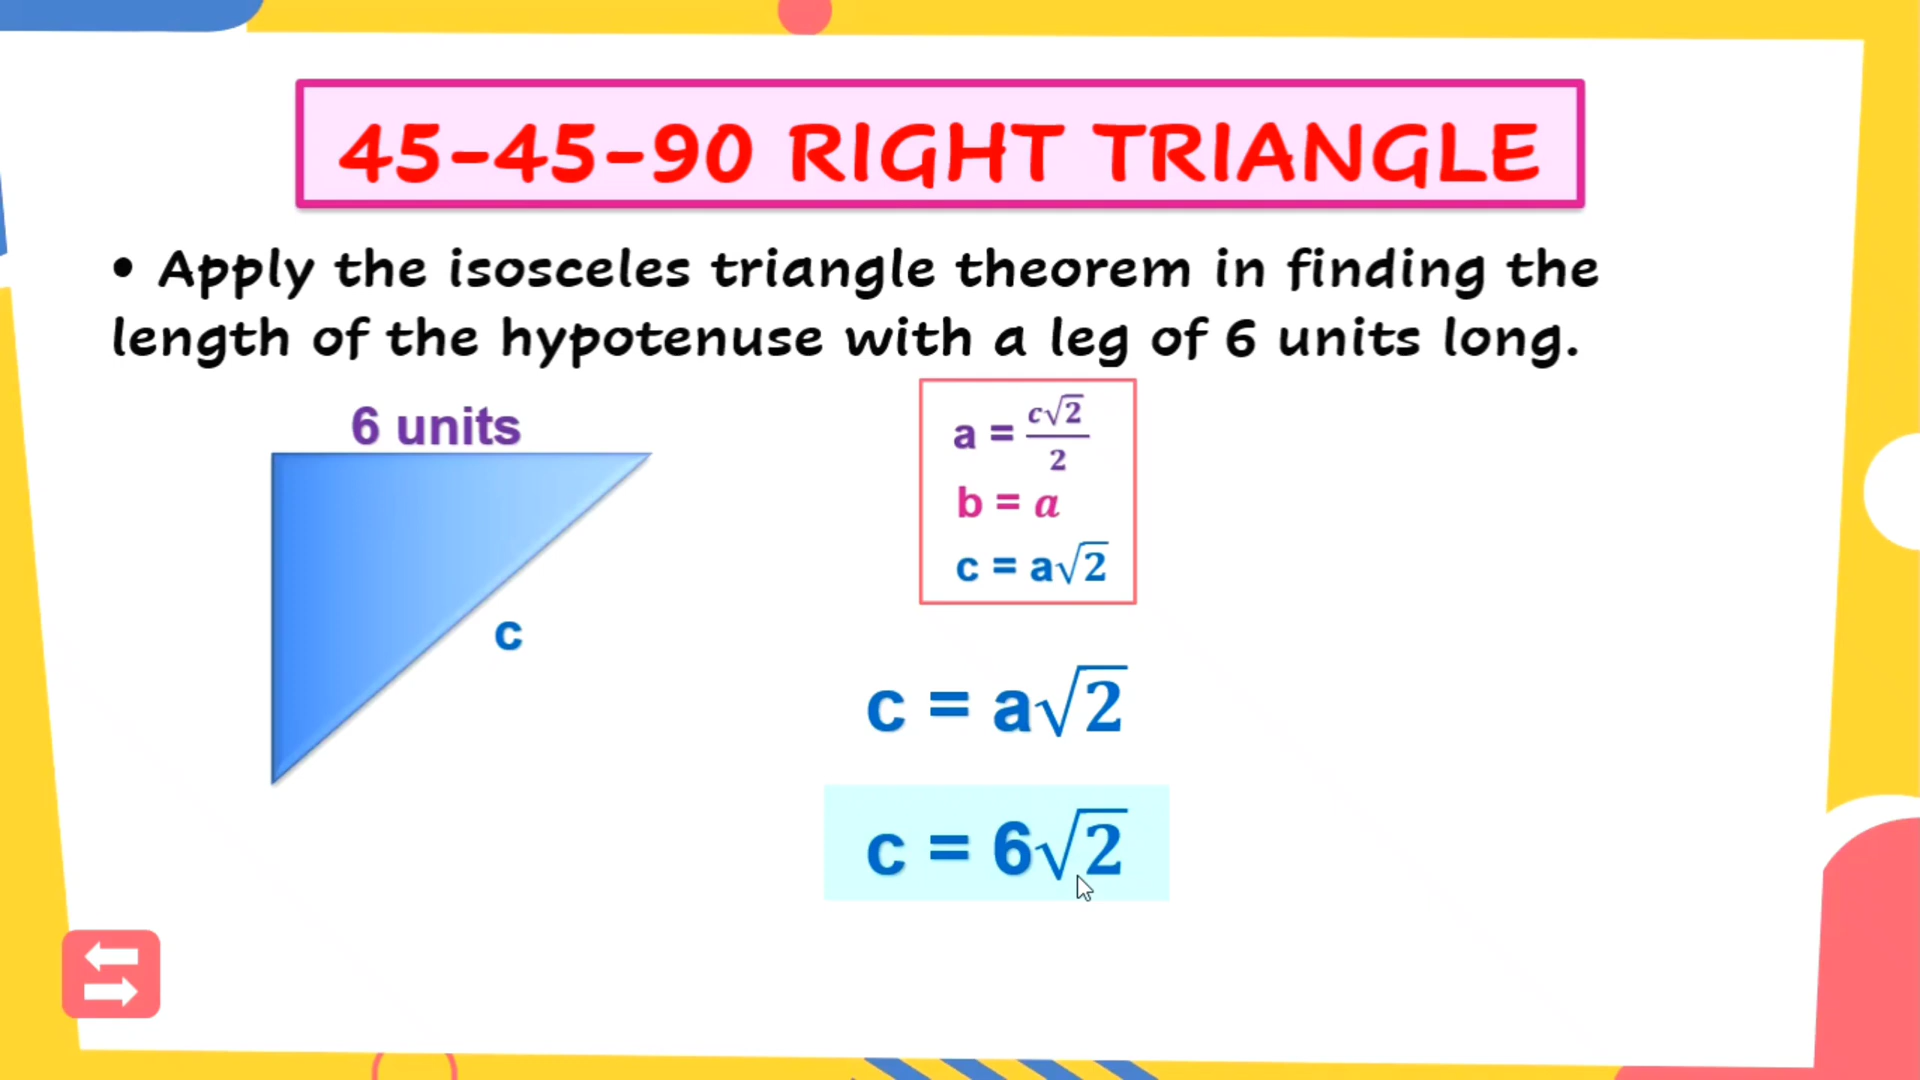 45-45-90 RIGHT TRIANGLE
• Apply the isosceles triangle theorem in finding the
length of the hypotenuse with a leg of 6 units long.
6 units
c
a = c√2/2
b = a
c = a√2
c = a√2
c = 6√2